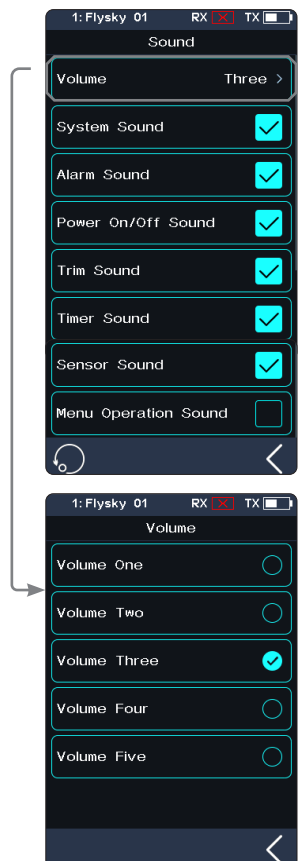 1: Flysky 01 RX TX
Sound
Volume Three >
System Sound
Alarm Sound
Power On/Off Sound
Trim Sound
Timer Sound
Sensor Sound
Menu Operation Sound
1: Flysky 01 RX TX
Volume
Volume One
Volume Two
Volume Three
Volume Four
Volume Five